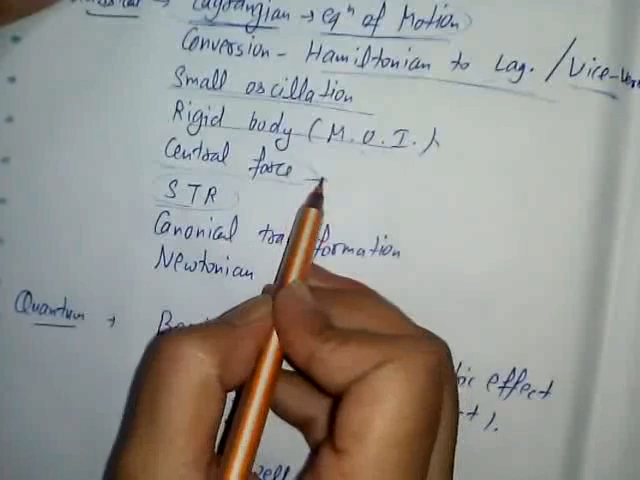 → Lagrangian → eqⁿ of Motion
Conversion - Hamiltonian to Lag. / Vice-
Small oscillation
Rigid body (M.O.I.)
Central force →
STR
Canonical transformation
Newtonian
Quantum →
effect